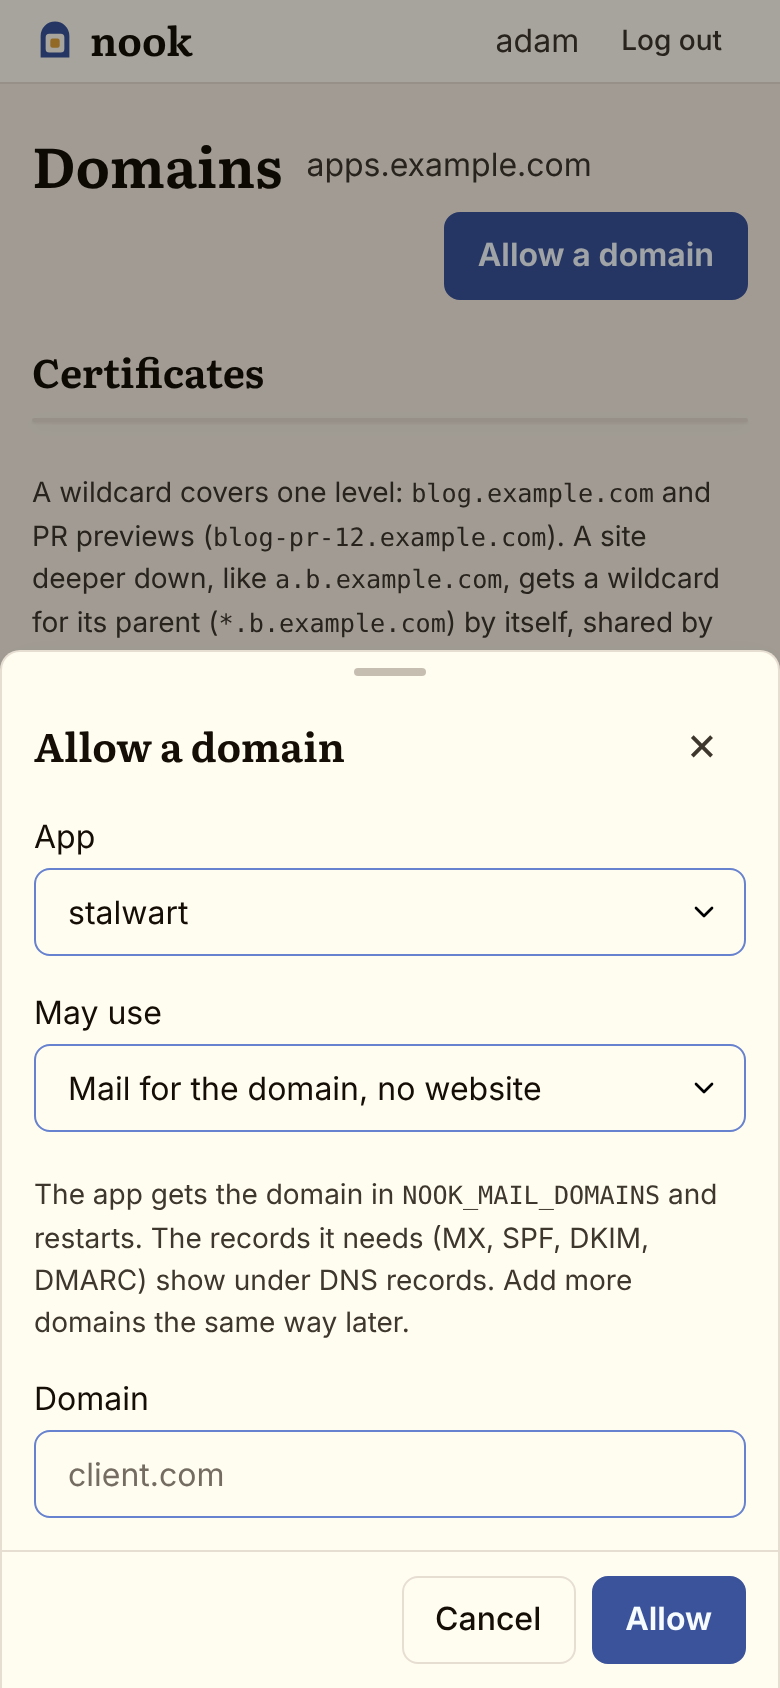 nook
adam
Log out
Domains
apps.example.com
Allow a domain
Certificates
A wildcard covers one level: blog.example.com and
PR previews (blog-pr-12.example.com). A site
deeper down, like a.b.example.com, gets a wildcard
for its parent (*.b.example.com) by itself, shared by
Allow a domain
App
stalwart
May use
Mail for the domain, no website
The app gets the domain in NOOK_MAIL_DOMAINS and
restarts. The records it needs (MX, SPF, DKIM,
DMARC) show under DNS records. Add more
domains the same way later.
Domain
client.com
Cancel
Allow